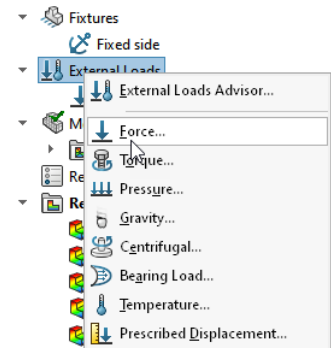 Fixtures
Fixed side
External Loads
External Loads Advisor...
Force...
Torque...
Pressure...
Gravity...
Centrifugal...
Bearing Load...
Temperature...
Prescribed Displacement...